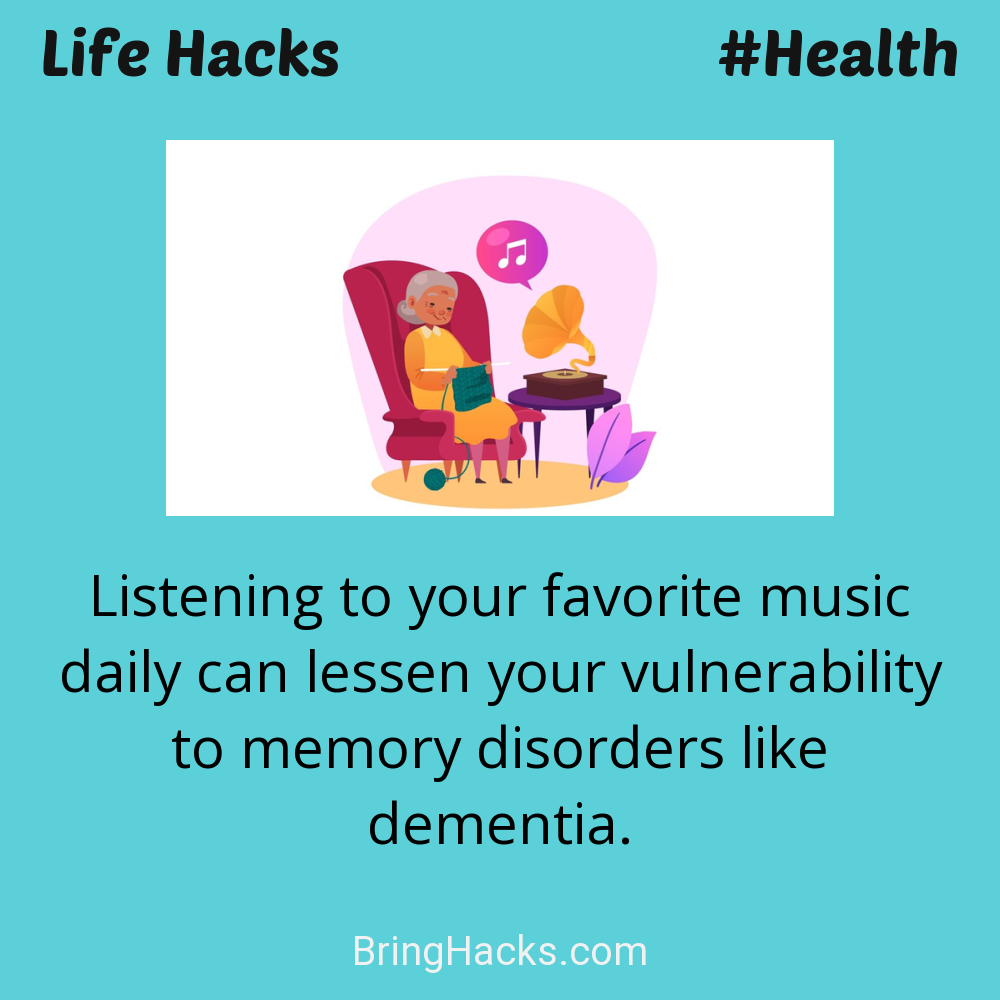 Life Hacks
#Health
Listening to your favorite music
daily can lessen your vulnerability
to memory disorders like
dementia.
BringHacks.com